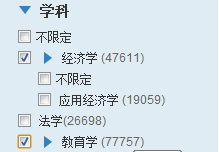 学科
不限定
经济学 (47611)
不限定
应用经济学 (19059)
法学(26698)
教育学 (77757)